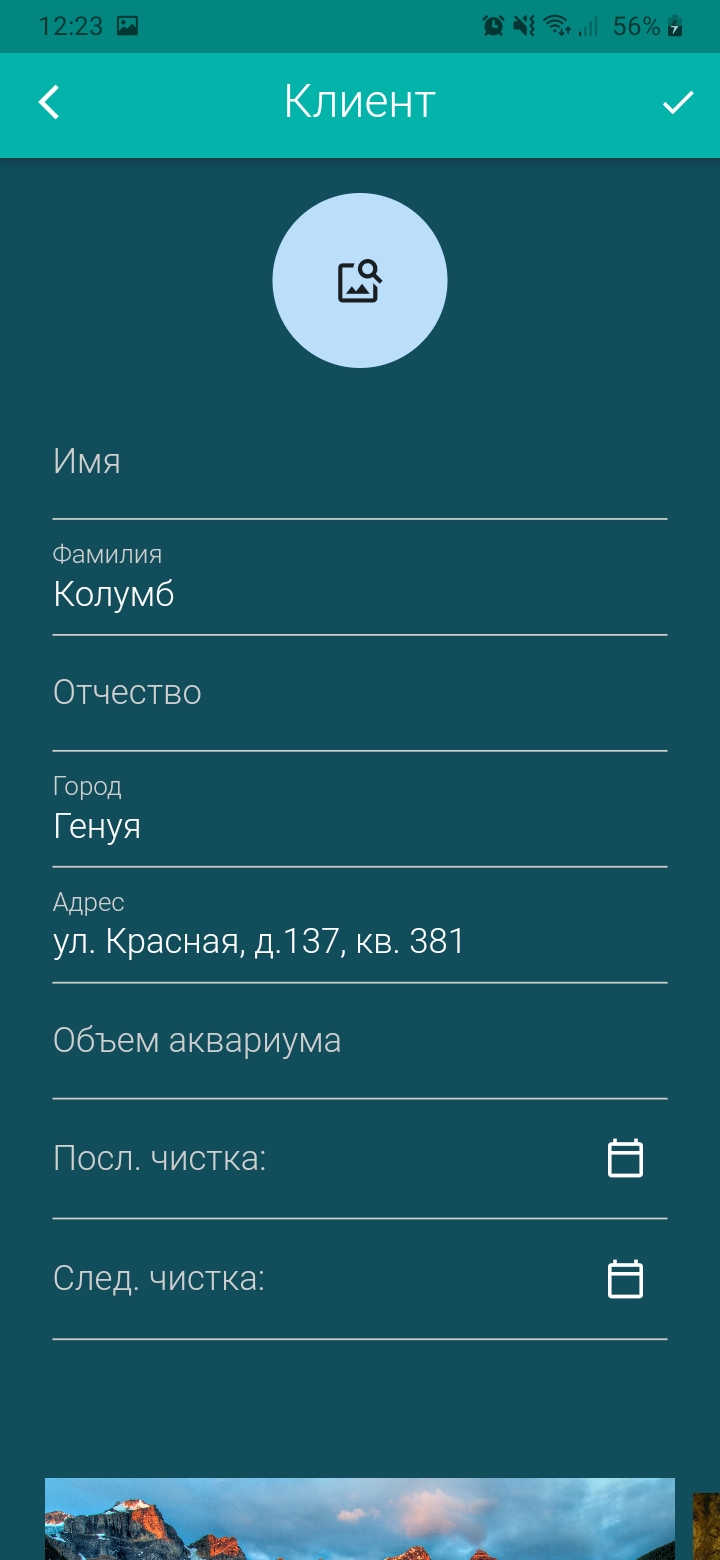 12:23
56%
Клиент
Имя
Фамилия
Колумб
Отчество
Город
Генуя
Адрес
ул. Красная, д.137, кв. 381
Объем аквариума
Посл. чистка:
След. чистка: